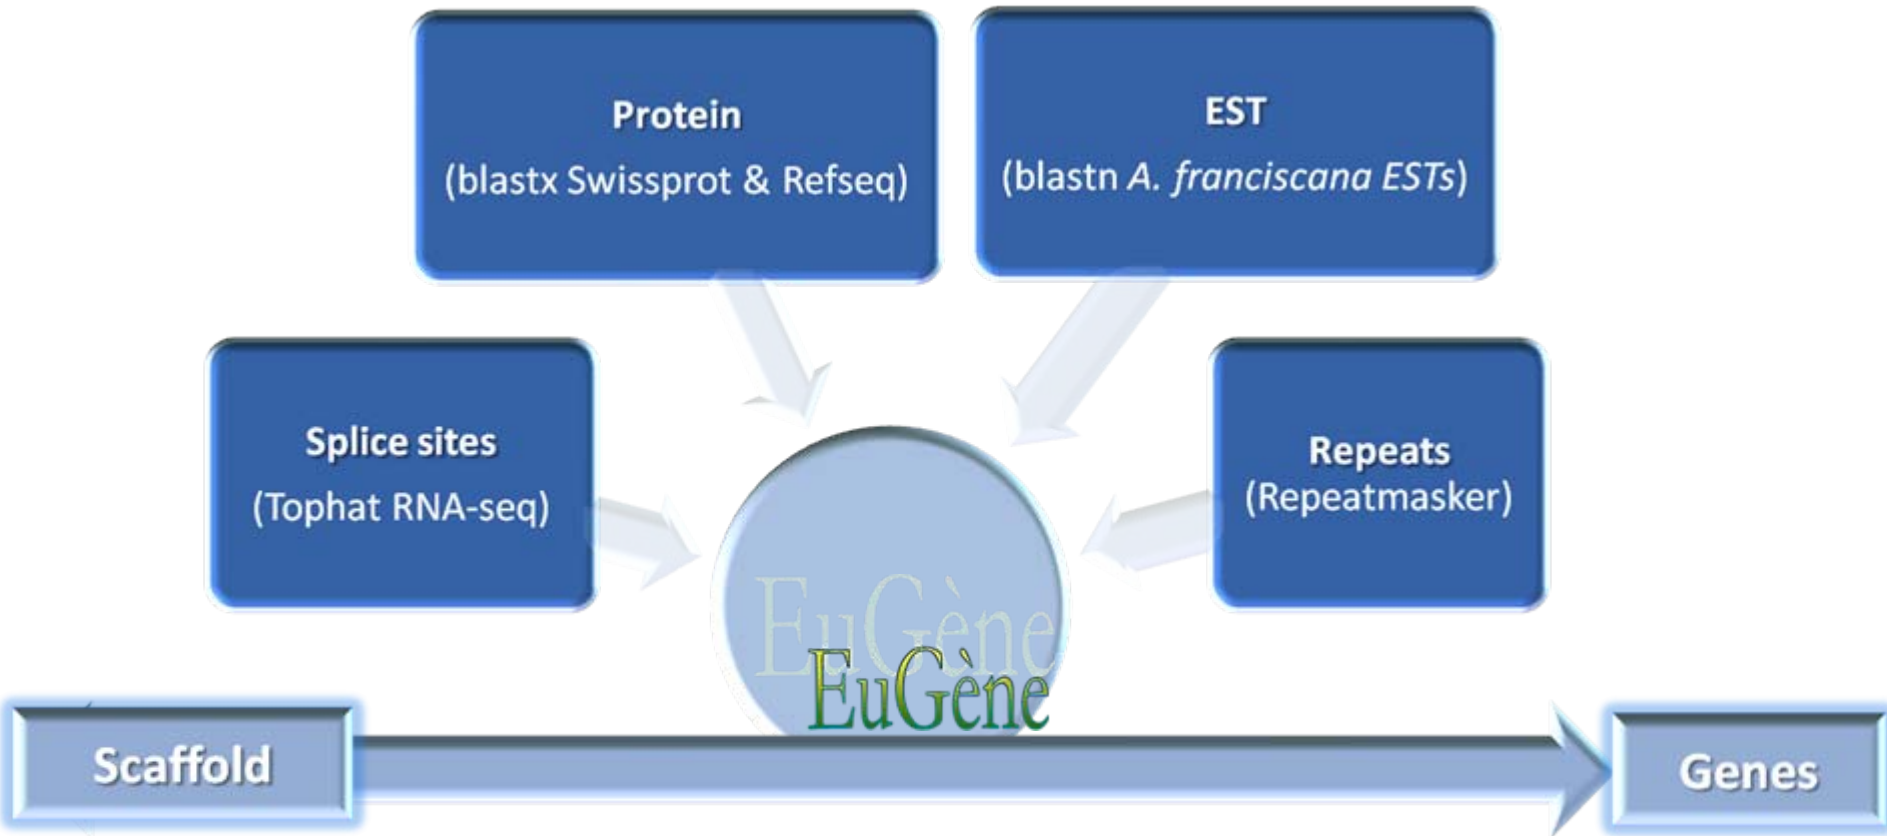 Protein
(blastx Swissprot & Refseq)
EST
(blastn A. franciscana ESTs)
Splice sites
(Tophat RNA-seq)
Repeats
(Repeatmasker)
EuGène
EuGène
Scaffold
Genes